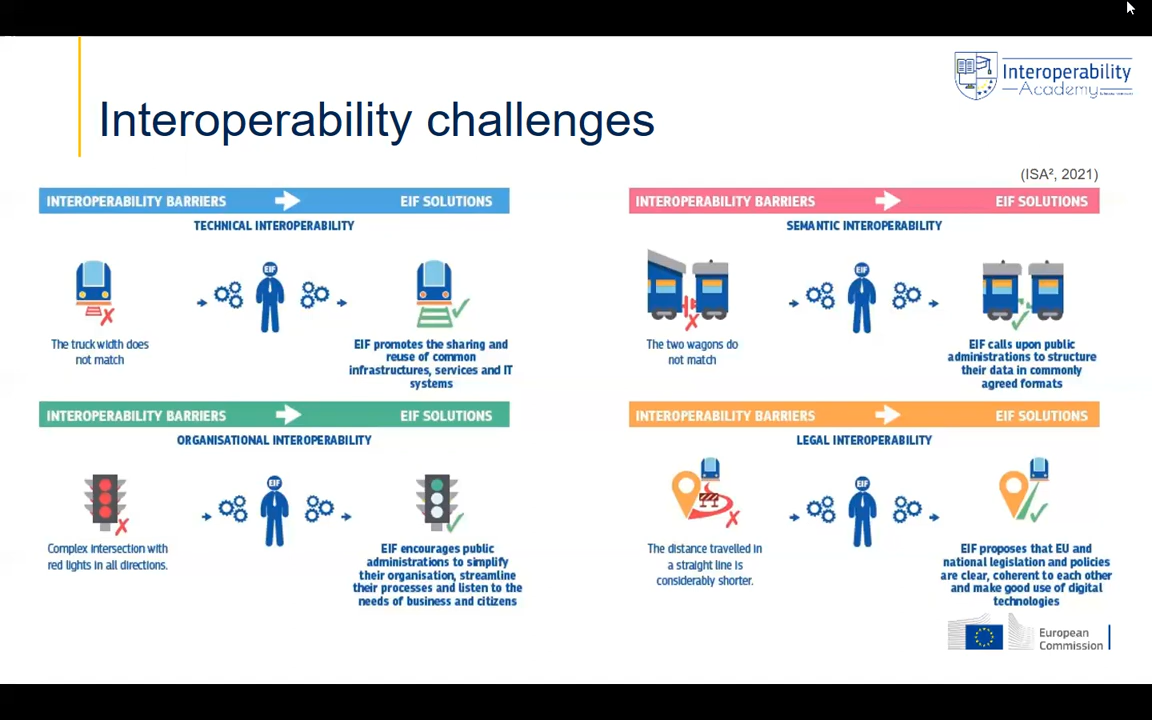 Interoperability
Academy
Interoperability challenges
(ISA², 2021)
INTEROPERABILITY BARRIERS EIF SOLUTIONS
TECHNICAL INTEROPERABILITY
EIF
The truck width does
not match
EIF promotes the sharing and
reuse of common
infrastructures, services and IT
systems
INTEROPERABILITY BARRIERS EIF SOLUTIONS
SEMANTIC INTEROPERABILITY
EIF
The two wagons do
not match
EIF calls upon public
administrations to structure
their data in commonly
agreed formats
INTEROPERABILITY BARRIERS EIF SOLUTIONS
ORGANISATIONAL INTEROPERABILITY
EIF
Complex intersection with
red lights in all directions.
EIF encourages public
administrations to simplify
their organisation, streamline
their processes and listen to the
needs of business and citizens
INTEROPERABILITY BARRIERS EIF SOLUTIONS
LEGAL INTEROPERABILITY
EIF
The distance travelled in
a straight line is
considerably shorter.
EIF proposes that EU and
national legislation and policies
are clear, coherent to each other
and make good use of digital
technologies
European
Commission